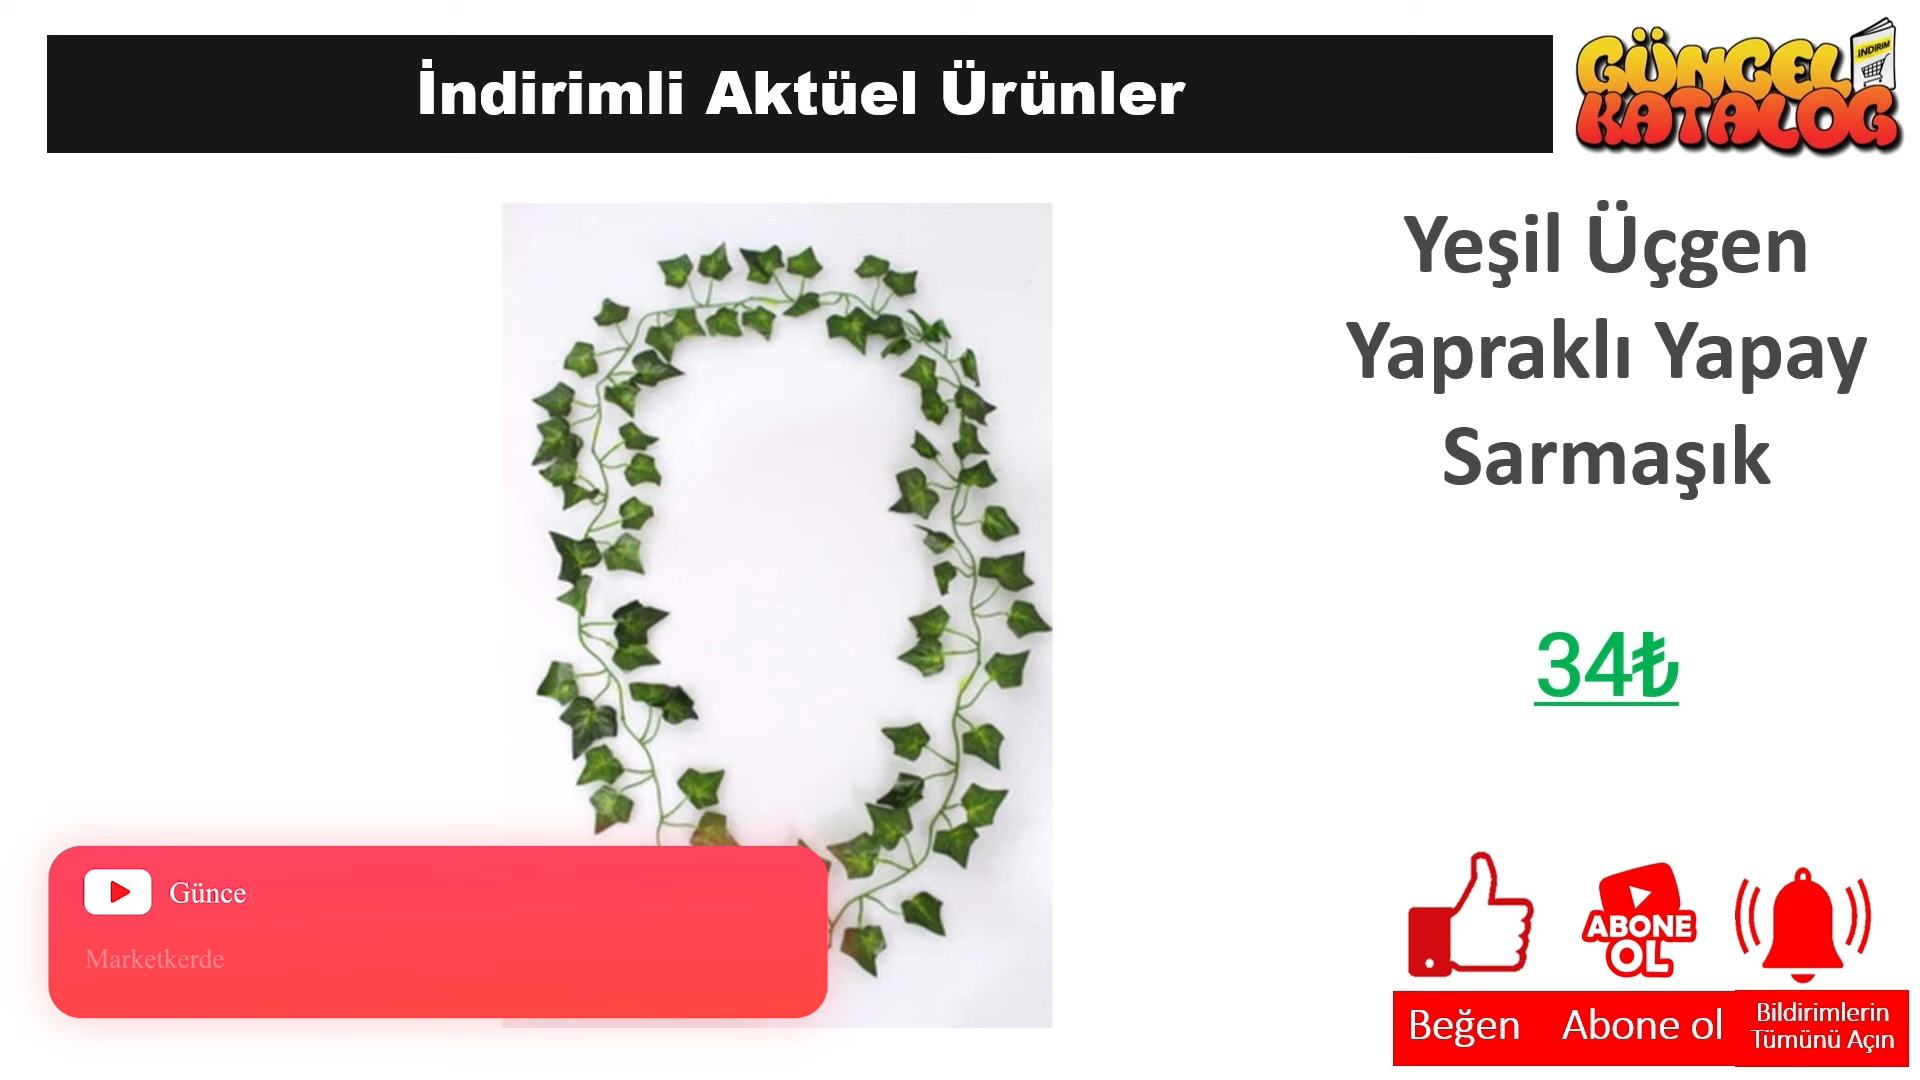 İndirimli Aktüel Ürünler
GÜNCEL
KATALOG
İNDİRİM
Yeşil Üçgen
Yapraklı Yapay
Sarmaşık
34₺
Günce
Marketkerde
ABONE
OL
Beğen
Abone ol
Bildirimlerin
Tümünü Açın